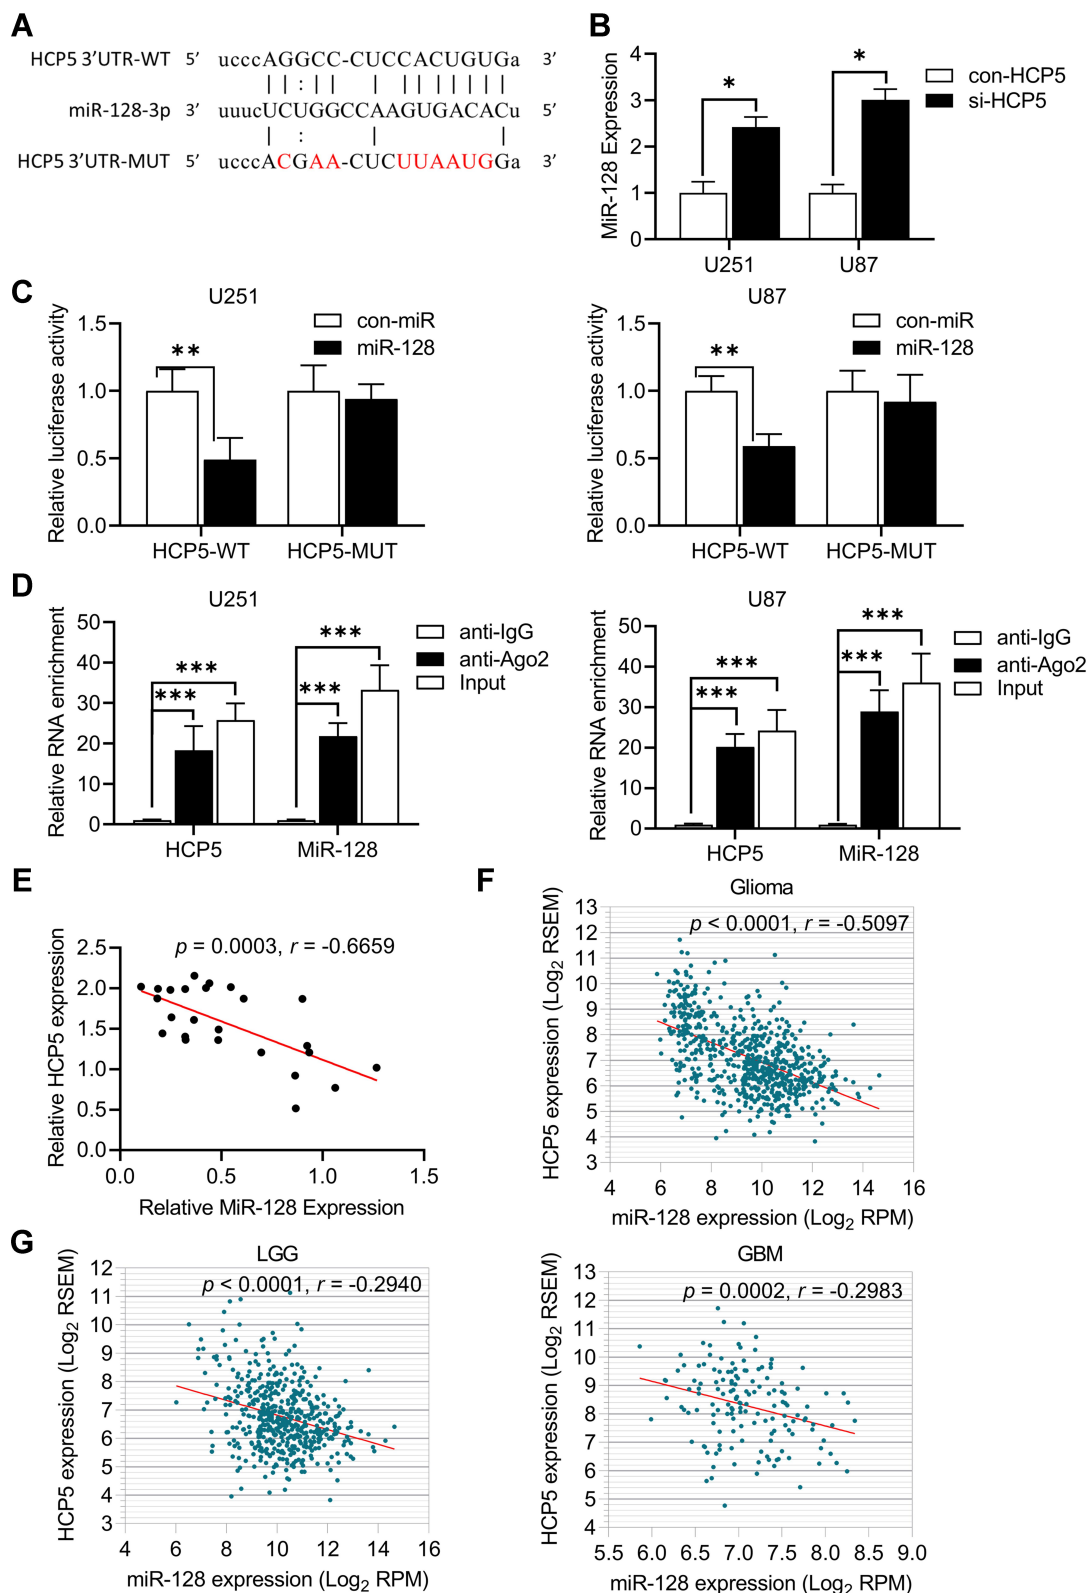 A
HCP5 3’UTR-WT 5’ ucccAGGCC-CUCCACUGUGa 3’
miR-128-3p 3’ uuucUCUGGCCAAGUGACACu 5’
HCP5 3’UTR-MUT 5’ ucccACGAA-CUCUUAAUGGa 3’
B
MiR-128 Expression
4
3
2
1
0
*
*
con-HCP5
si-HCP5
U251 U87
C
U251
Relative luciferase activity
1.5
1.0
0.5
0.0
**
con-miR
miR-128
HCP5-WT HCP5-MUT
U87
Relative luciferase activity
1.5
1.0
0.5
0.0
**
con-miR
miR-128
HCP5-WT HCP5-MUT
D
U251
Relative RNA enrichment
50
40
30
20
10
0
***
***
***
***
anti-IgG
anti-Ago2
Input
HCP5 MiR-128
U87
Relative RNA enrichment
50
40
30
20
10
0
***
***
***
***
anti-IgG
anti-Ago2
Input
HCP5 MiR-128
E
p = 0.0003, r = -0.6659
Relative HCP5 expression
2.5
2.0
1.5
1.0
0.5
0.0
0.0 0.5 1.0 1.5
Relative MiR-128 Expression
F
Glioma
p < 0.0001, r = -0.5097
HCP5 expression (Log2 RSEM)
13
12
11
10
9
8
7
6
5
4
3
4 6 8 10 12 14 16
miR-128 expression (Log2 RPM)
G
LGG
p < 0.0001, r = -0.2940
HCP5 expression (Log2 RSEM)
12
11
10
9
8
7
6
5
4
3
4 6 8 10 12 14 16
miR-128 expression (Log2 RPM)
GBM
p = 0.0002, r = -0.2983
HCP5 expression (Log2 RSEM)
13
12
11
10
9
8
7
6
5
4
5.5 6.0 6.5 7.0 7.5 8.0 8.5 9.0
miR-128 expression (Log2 RPM)